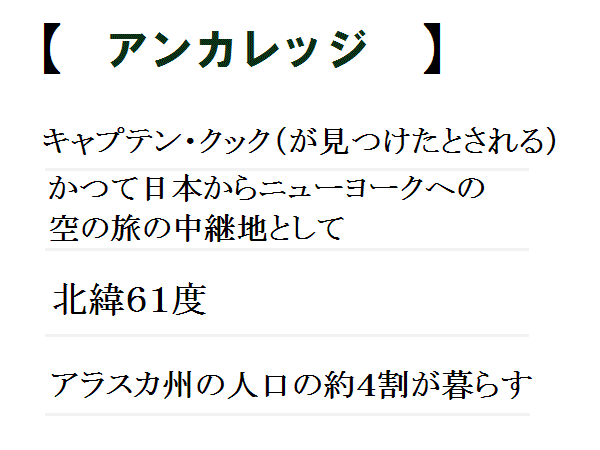 【　アンカレッジ　】
キャプテン・クック(が見つけたとされる)
かつて日本からニューヨークへの
空の旅の中継地として
北緯61度
アラスカ州の人口の約4割が暮らす